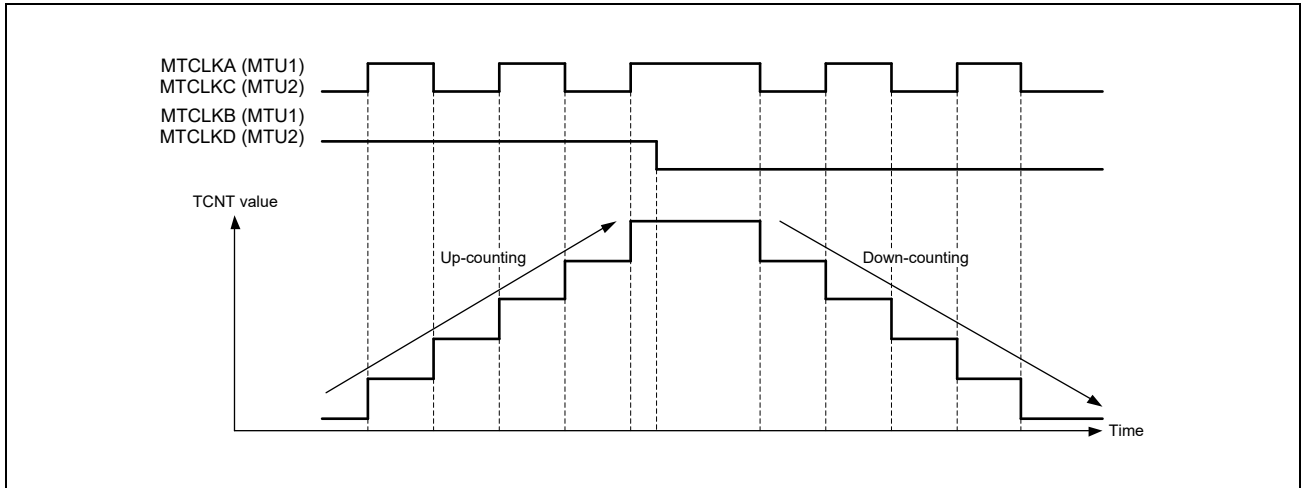 MTCLKA (MTU1)
MTCLKC (MTU2)
MTCLKB (MTU1)
MTCLKD (MTU2)
TCNT value
Up-counting
Down-counting
Time